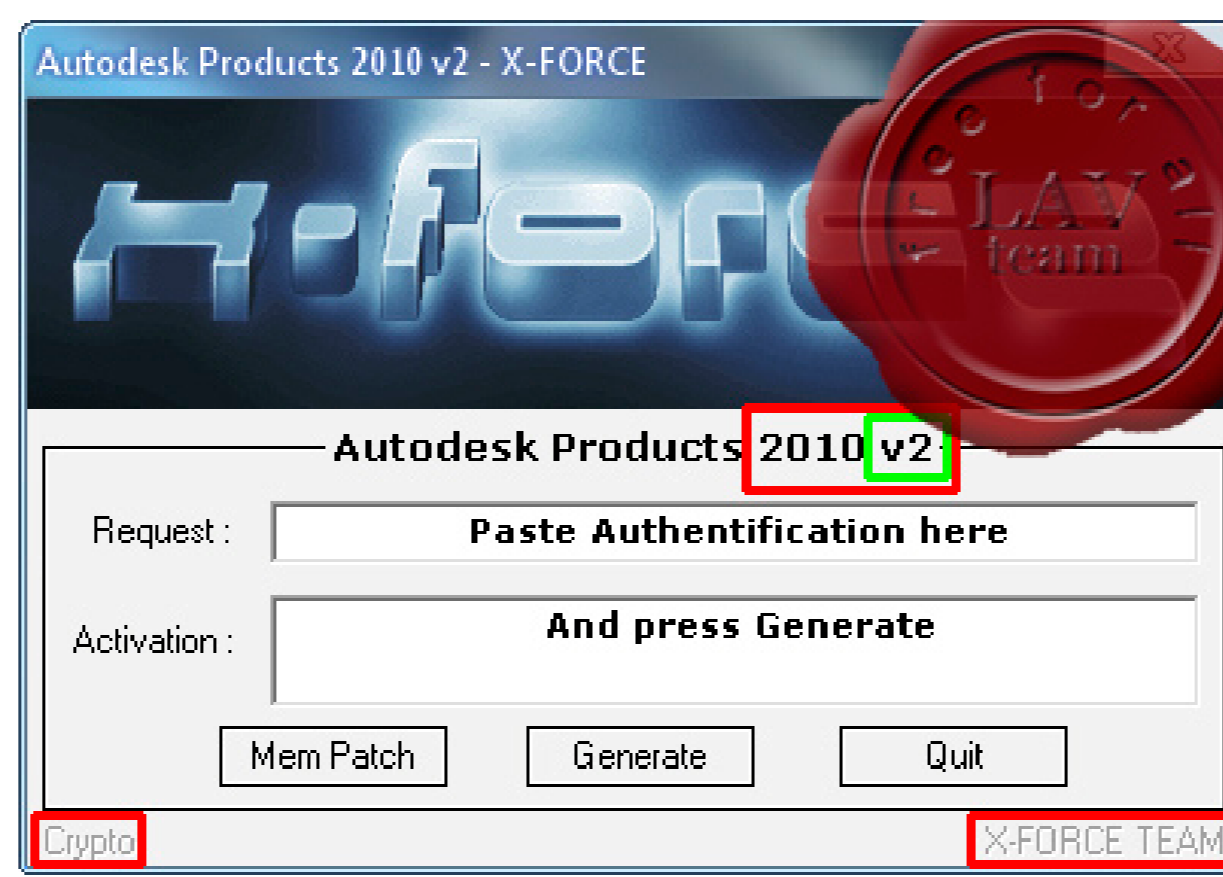 Autodesk Products 2010 v2 - X-FORCE
X
x-force
free for all
LAV
team
Autodesk Products 2010 v2
Request :
Paste Authentification here
Activation :
And press Generate
Mem Patch
Generate
Quit
Crypto
X-FORCE TEAM